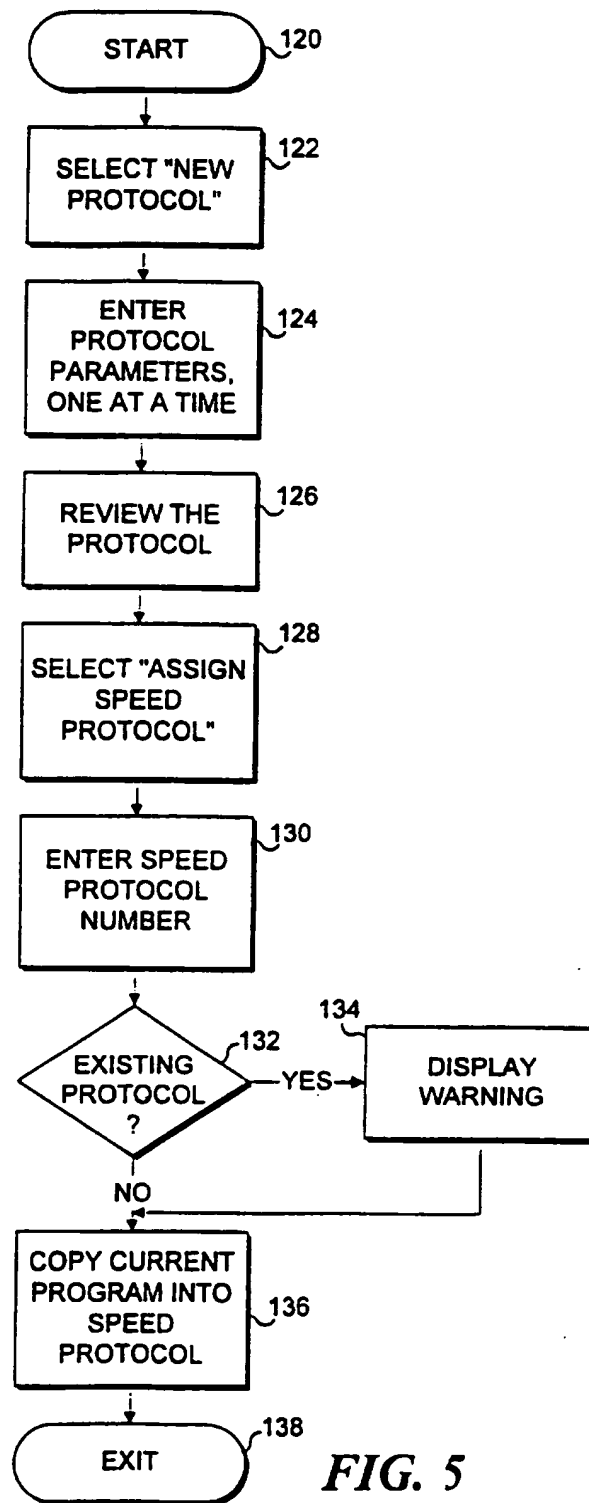 START
120
SELECT "NEW
PROTOCOL"
122
ENTER
PROTOCOL
PARAMETERS,
ONE AT A TIME
124
REVIEW THE
PROTOCOL
126
SELECT "ASSIGN
SPEED
PROTOCOL"
128
ENTER SPEED
PROTOCOL
NUMBER
130
EXISTING
PROTOCOL
?
132
YES
134
DISPLAY
WARNING
NO
COPY CURRENT
PROGRAM INTO
SPEED
PROTOCOL
136
EXIT
138
FIG. 5